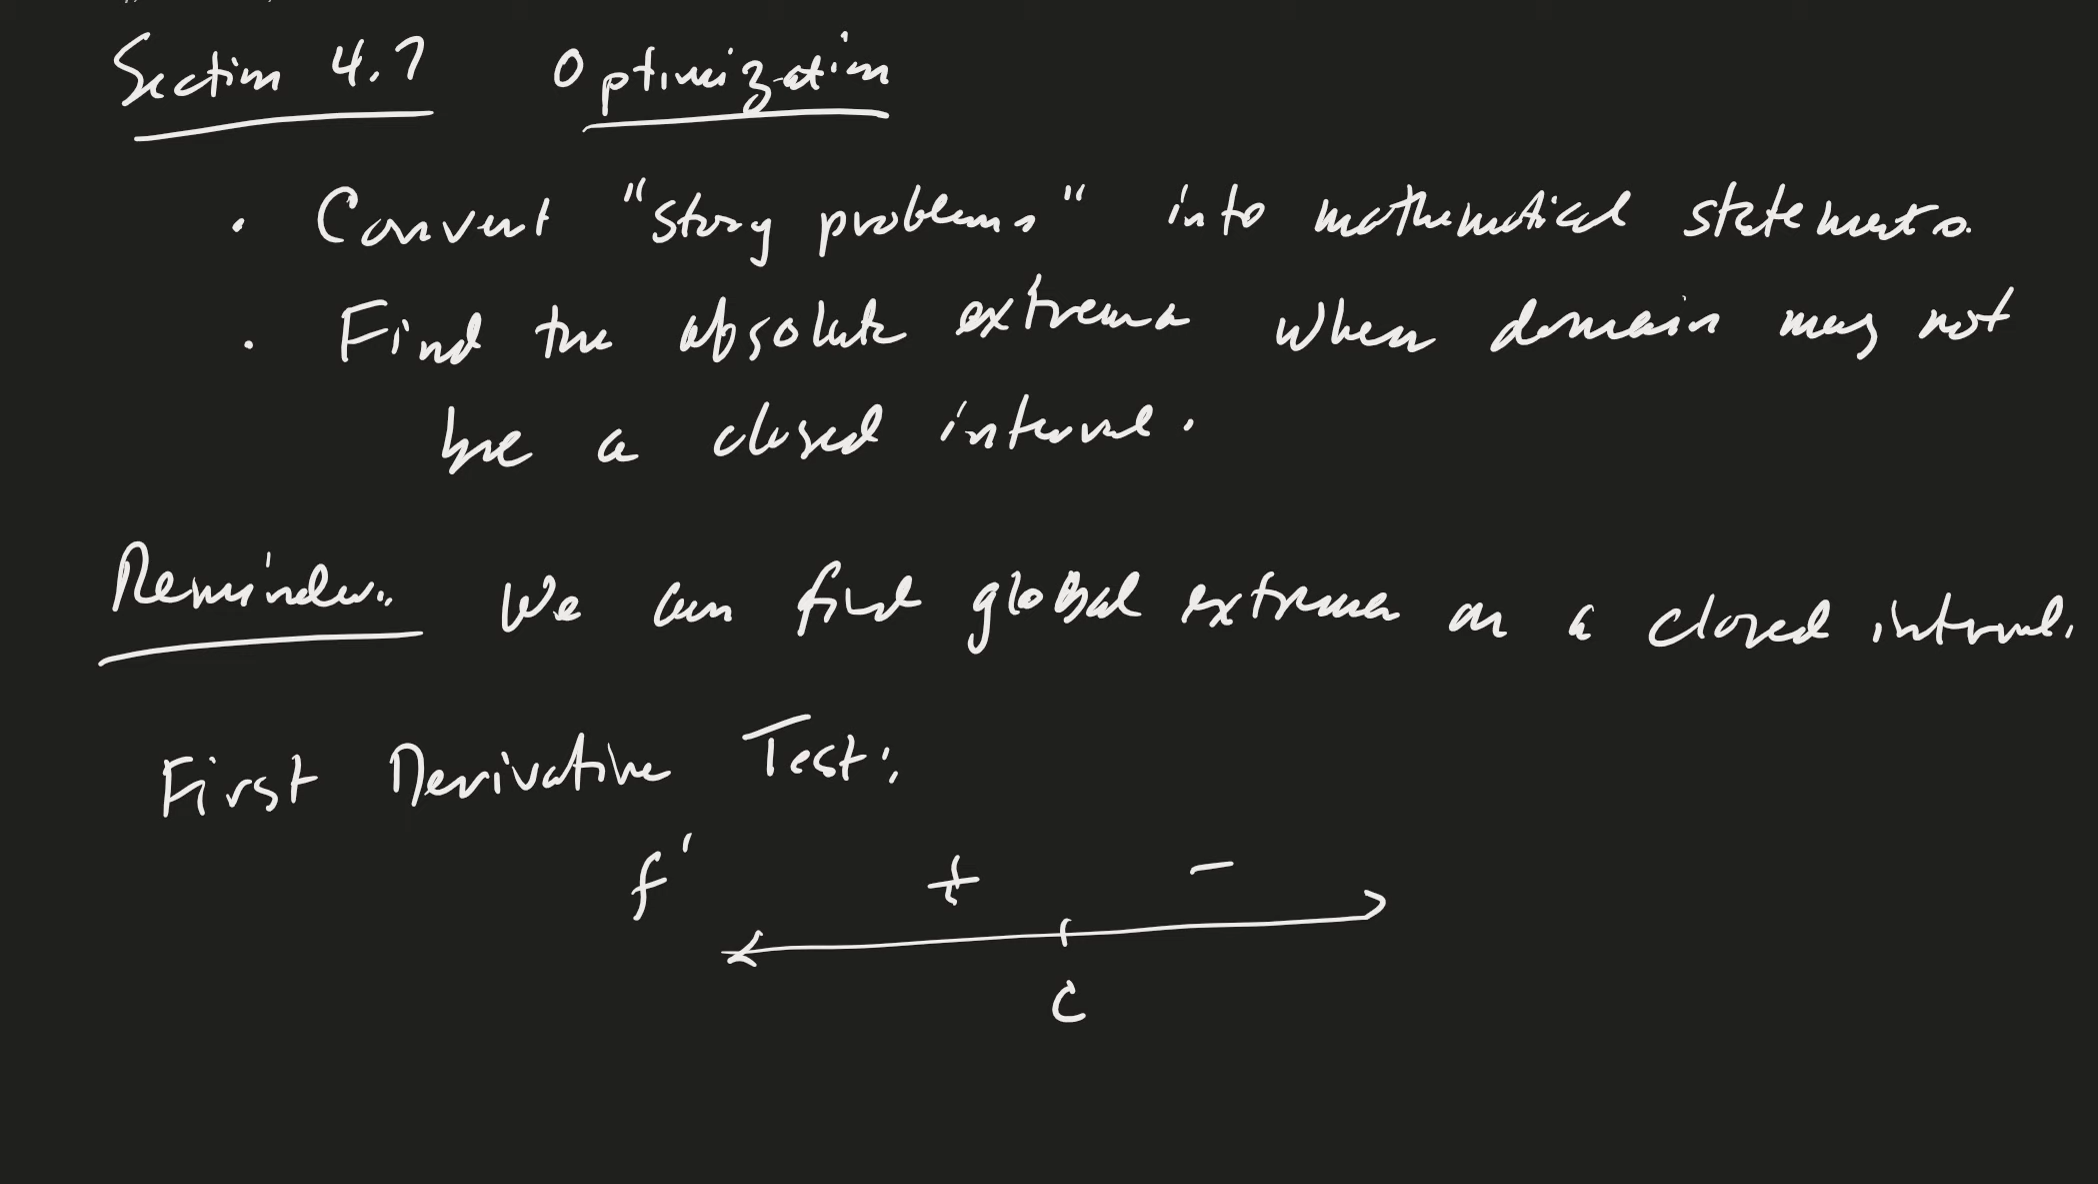 Section 4.7 Optimization
• Convert "story problems" into mathematical statements.
• Find the absolute extrema when domain may not
be a closed interval.
Reminder: We can find global extrema on a closed interval.
First Derivative Test:
f' + −
c